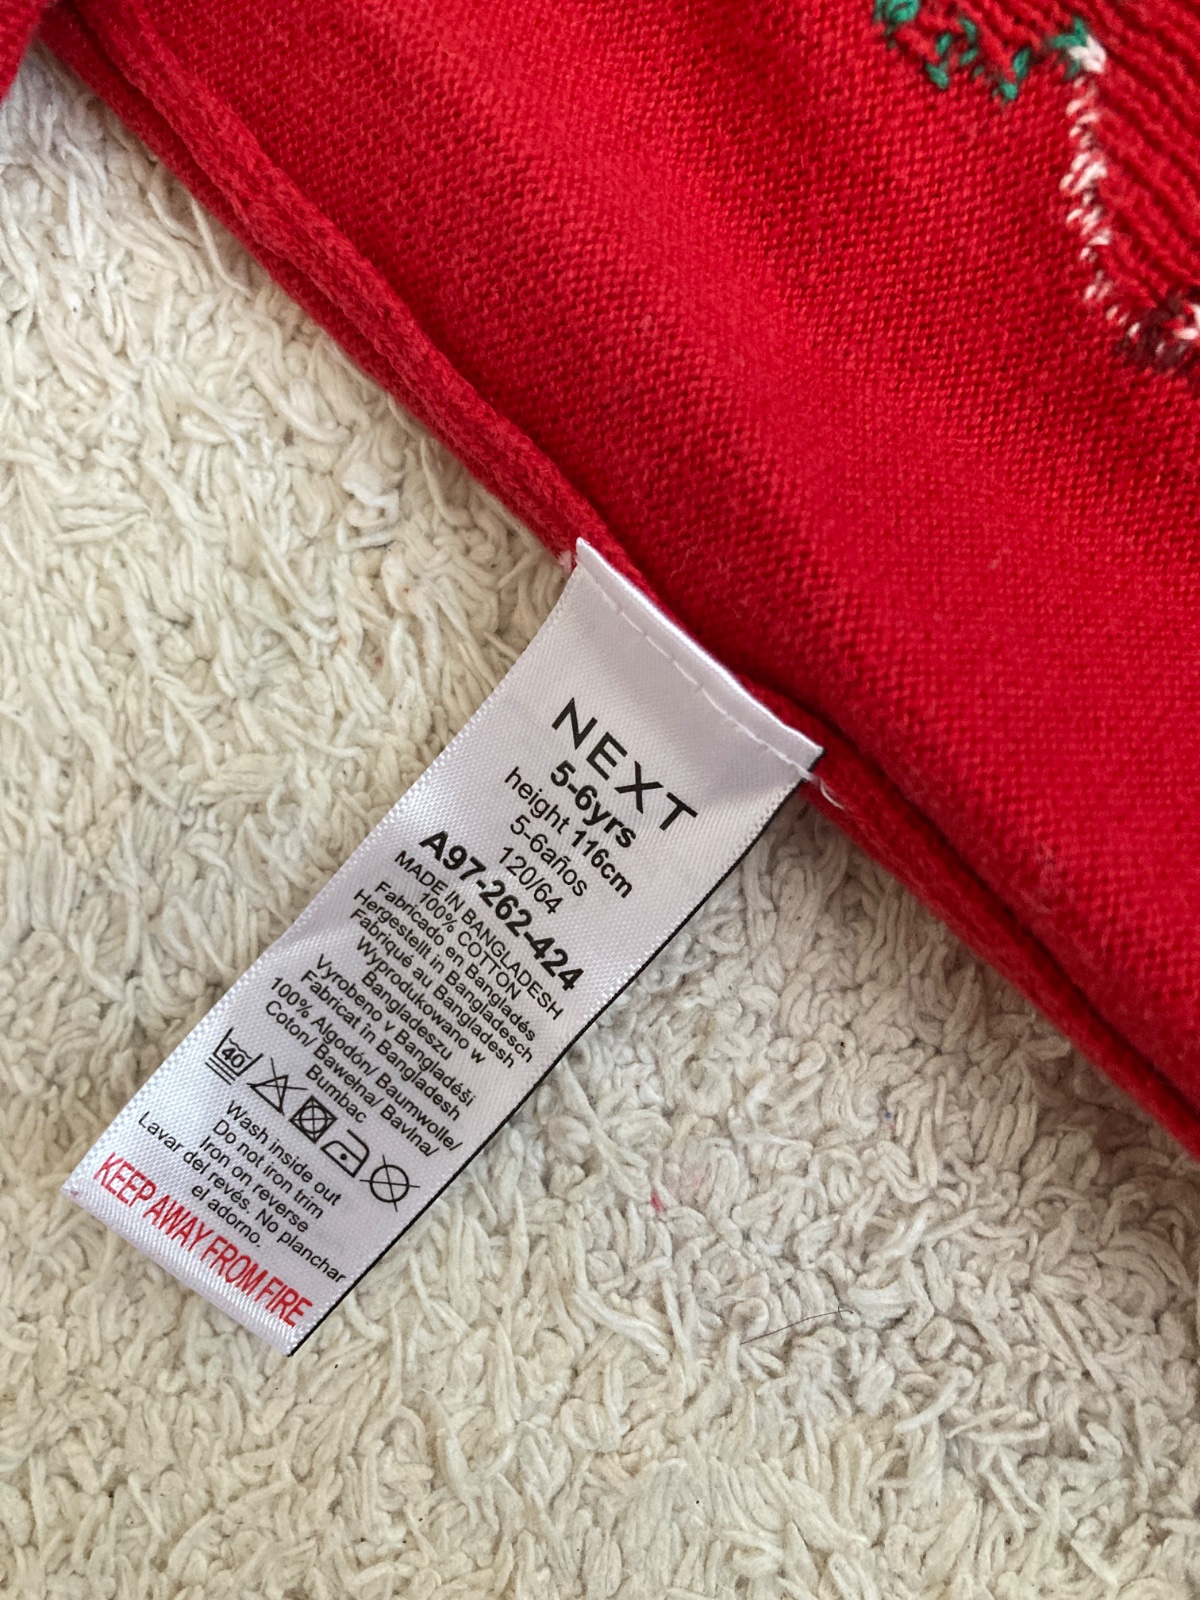 NEXT
5-6yrs
height 116cm
5-6años
120/64
A97-262-424
MADE IN BANGLADESH
100% COTTON
Fabricado en Bangladés
Hergestellt in Bangladesch
Fabriqué au Bangladesh
Wyprodukowano w
Bangladeszu
Vyrobeno v Bangladéši
Fabricat în Bangladesh
100% Algodón/ Baumwolle/
Coton/ Bawełna/ Bavlna/
Bumbac
40
Wash inside out
Do not iron trim
Iron on reverse
Lavar del revés. No planchar
el adorno.
KEEP AWAY FROM FIRE